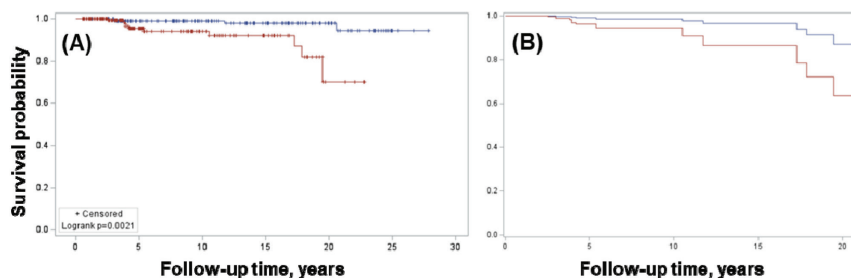 (A)
Survival probability
1.0
0.8
0.6
0.4
0.2
0.0
+ Censored
Logrank p=0.0021
0 5 10 15 20 25 30
Follow-up time, years
(B)
1.0
0.8
0.6
0.4
0.2
0.0
0 5 10 15 20
Follow-up time, years